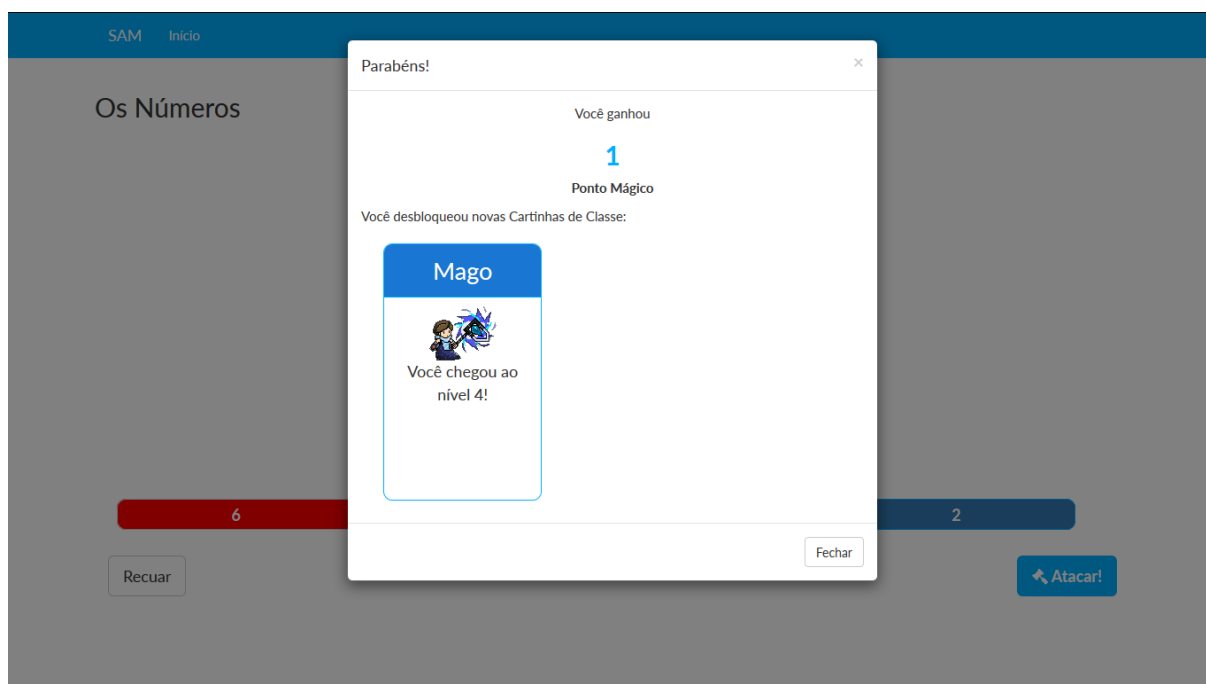 SAM Início
Parabéns! ×
Os Números
Você ganhou
1
Ponto Mágico
Você desbloqueou novas Cartinhas de Classe:
Mago
Você chegou ao
nível 4!
6
2
Fechar
Recuar
Atacar!